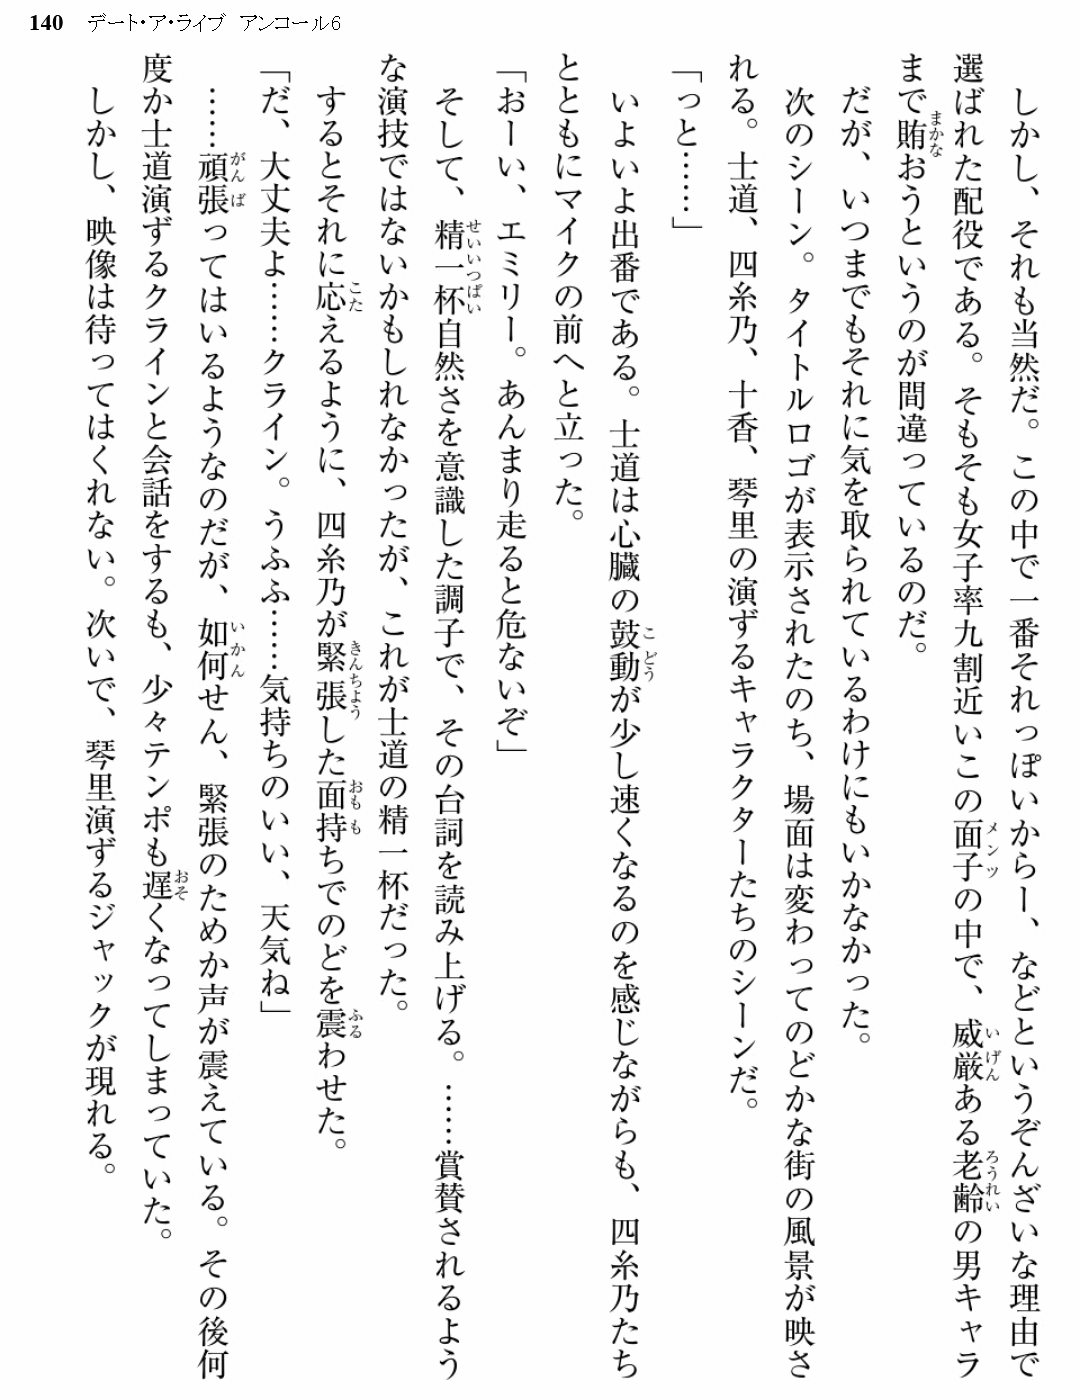 140 デート・ア・ライブ アンコール6
しかし、それも当然だ。この中で一番それっぽいからー、などというぞんざいな理由で
選ばれた配役である。そもそも女子率九割近いこの面子の中で、威厳ある老齢の男キャラ
まで賄おうというのが間違っているのだ。
だが、いつまでもそれに気を取られているわけにもいかなかった。
次のシーン。タイトルロゴが表示されたのち、場面は変わってのどかな街の風景が映さ
れる。士道、四糸乃、十香、琴里の演ずるキャラクターたちのシーンだ。
「っと……」
いよいよ出番である。士道は心臓の鼓動が少し速くなるのを感じながらも、四糸乃たち
とともにマイクの前へと立った。
「おーい、エミリー。あんまり走ると危ないぞ」
そして、精一杯自然さを意識した調子で、その台詞を読み上げる。……賞賛されるよう
な演技ではないかもしれなかったが、これが士道の精一杯だった。
するとそれに応えるように、四糸乃が緊張した面持ちでのどを震わせた。
「だ、大丈夫よ……クライン。うふふ……気持ちのいい、天気ね」
……頑張ってはいるようなのだが、如何せん、緊張のためか声が震えている。その後何
度か士道演ずるクラインと会話をするも、少々テンポも遅くなってしまっていた。
しかし、映像は待ってはくれない。次いで、琴里演ずるジャックが現れる。